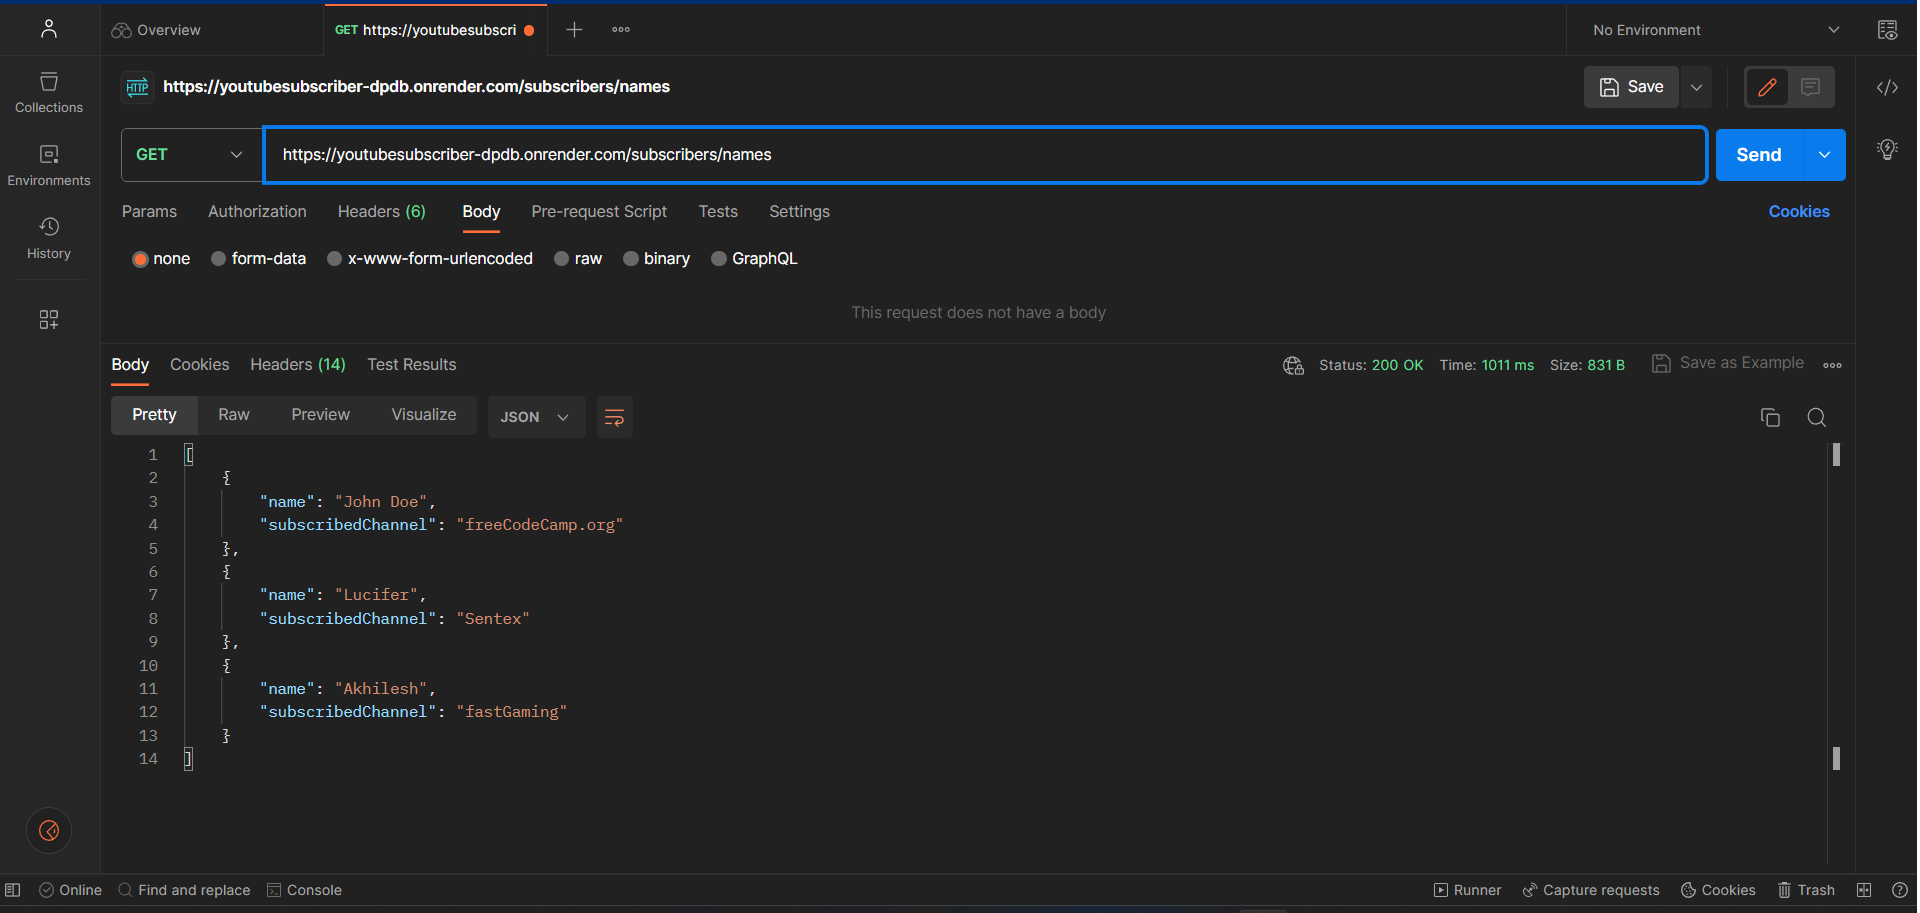 Overview
GET https://youtubesubscri
No Environment
Collections
Environments
History
HTTP https://youtubesubscriber-dpdb.onrender.com/subscribers/names
Save
GET
https://youtubesubscriber-dpdb.onrender.com/subscribers/names
Send
Params Authorization Headers (6) Body Pre-request Script Tests Settings
Cookies
none form-data x-www-form-urlencoded raw binary GraphQL
This request does not have a body
Body Cookies Headers (14) Test Results
Status: 200 OK Time: 1011 ms Size: 831 B Save as Example
Pretty Raw Preview Visualize JSON
1 [
2 {
3 "name": "John Doe",
4 "subscribedChannel": "freeCodeCamp.org"
5 },
6 {
7 "name": "Lucifer",
8 "subscribedChannel": "Sentex"
9 },
10 {
11 "name": "Akhilesh",
12 "subscribedChannel": "fastGaming"
13 }
14 ]
Online Find and replace Console
Runner Capture requests Cookies Trash